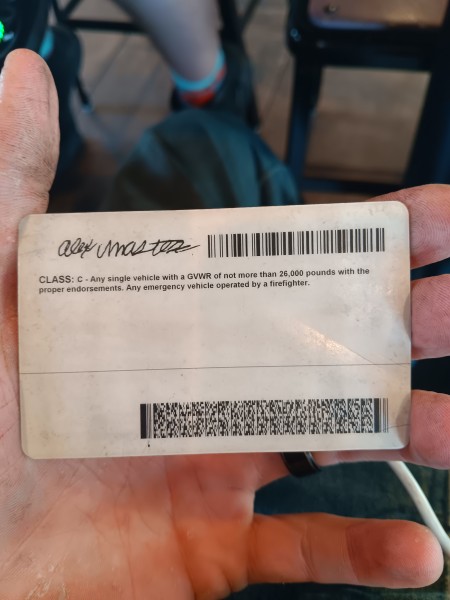 Alex Masters
CLASS: C - Any single vehicle with a GVWR of not more than 26,000 pounds with the
proper endorsements. Any emergency vehicle operated by a firefighter.